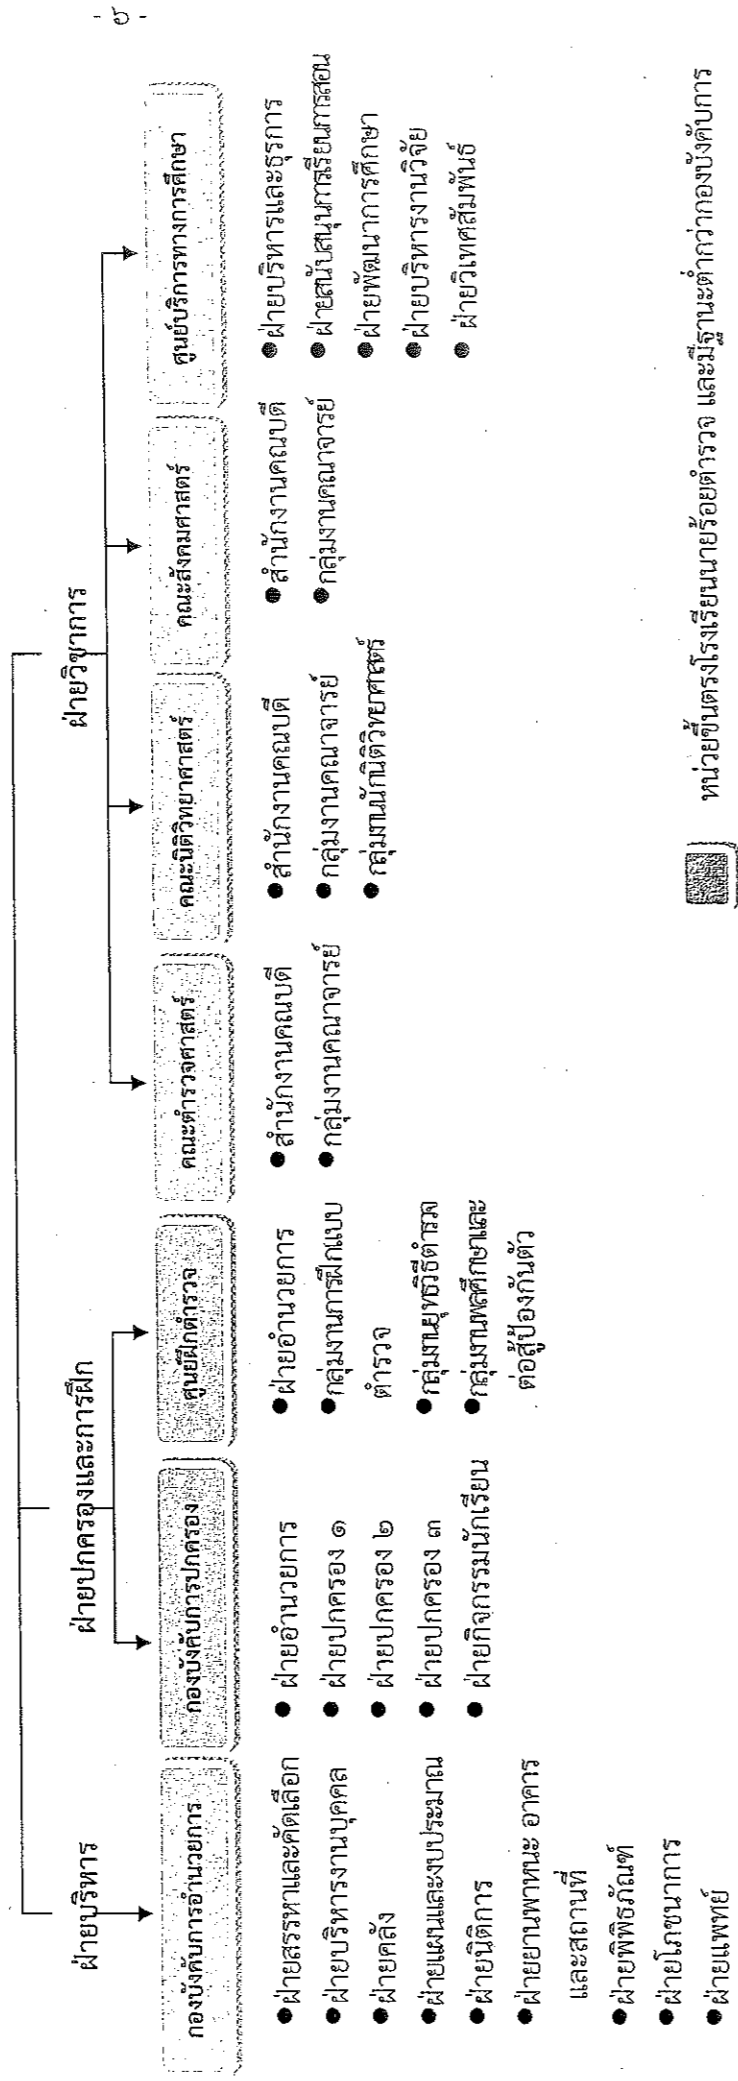 - ๒ -
ฝ่ายบริหาร
ฝ่ายปกครองและการฝึก
ฝ่ายวิชาการ
กองบังคับการอำนวยการ
●ฝ่ายสรรหาและคัดเลือก
●ฝ่ายบริหารงานบุคคล
●ฝ่ายคลัง
●ฝ่ายแผนและงบประมาณ
●ฝ่ายนิติการ
●ฝ่ายยานพาหนะ อาคาร
และสถานที่
●ฝ่ายพิพิธภัณฑ์
●ฝ่ายโภชนาการ
●ฝ่ายแพทย์
กองบังคับการปกครอง
● ฝ่ายอำนวยการ
● ฝ่ายปกครอง ๑
● ฝ่ายปกครอง ๒
● ฝ่ายปกครอง ๓
● ฝ่ายกิจกรรมนักเรียน
ศูนย์ฝึกตำรวจ
●ฝ่ายอำนวยการ
●กลุ่มงานการฝึกแบบ
ตำรวจ
●กลุ่มงานยุทธวิธีตำรวจ
●กลุ่มงานพลศึกษาและ
ต่อสู้ป้องกันตัว
คณะตำรวจศาสตร์
●สำนักงานคณบดี
●กลุ่มงานคณาจารย์
คณะนิติวิทยาศาสตร์
●สำนักงานคณบดี
●กลุ่มงานคณาจารย์
●กลุ่มงานนักนิติวิทยาศาสตร์
คณะสังคมศาสตร์
●สำนักงานคณบดี
●กลุ่มงานคณาจารย์
ศูนย์บริการทางการศึกษา
●ฝ่ายบริหารและธุรการ
●ฝ่ายสนับสนุนการเรียนการสอน
●ฝ่ายพัฒนาการศึกษา
●ฝ่ายบริหารงานวิจัย
● ฝ่ายวิเทศสัมพันธ์
หน่วยขึ้นตรงโรงเรียนนายร้อยตำรวจ และมีฐานะต่ำกว่ากองบังคับการ